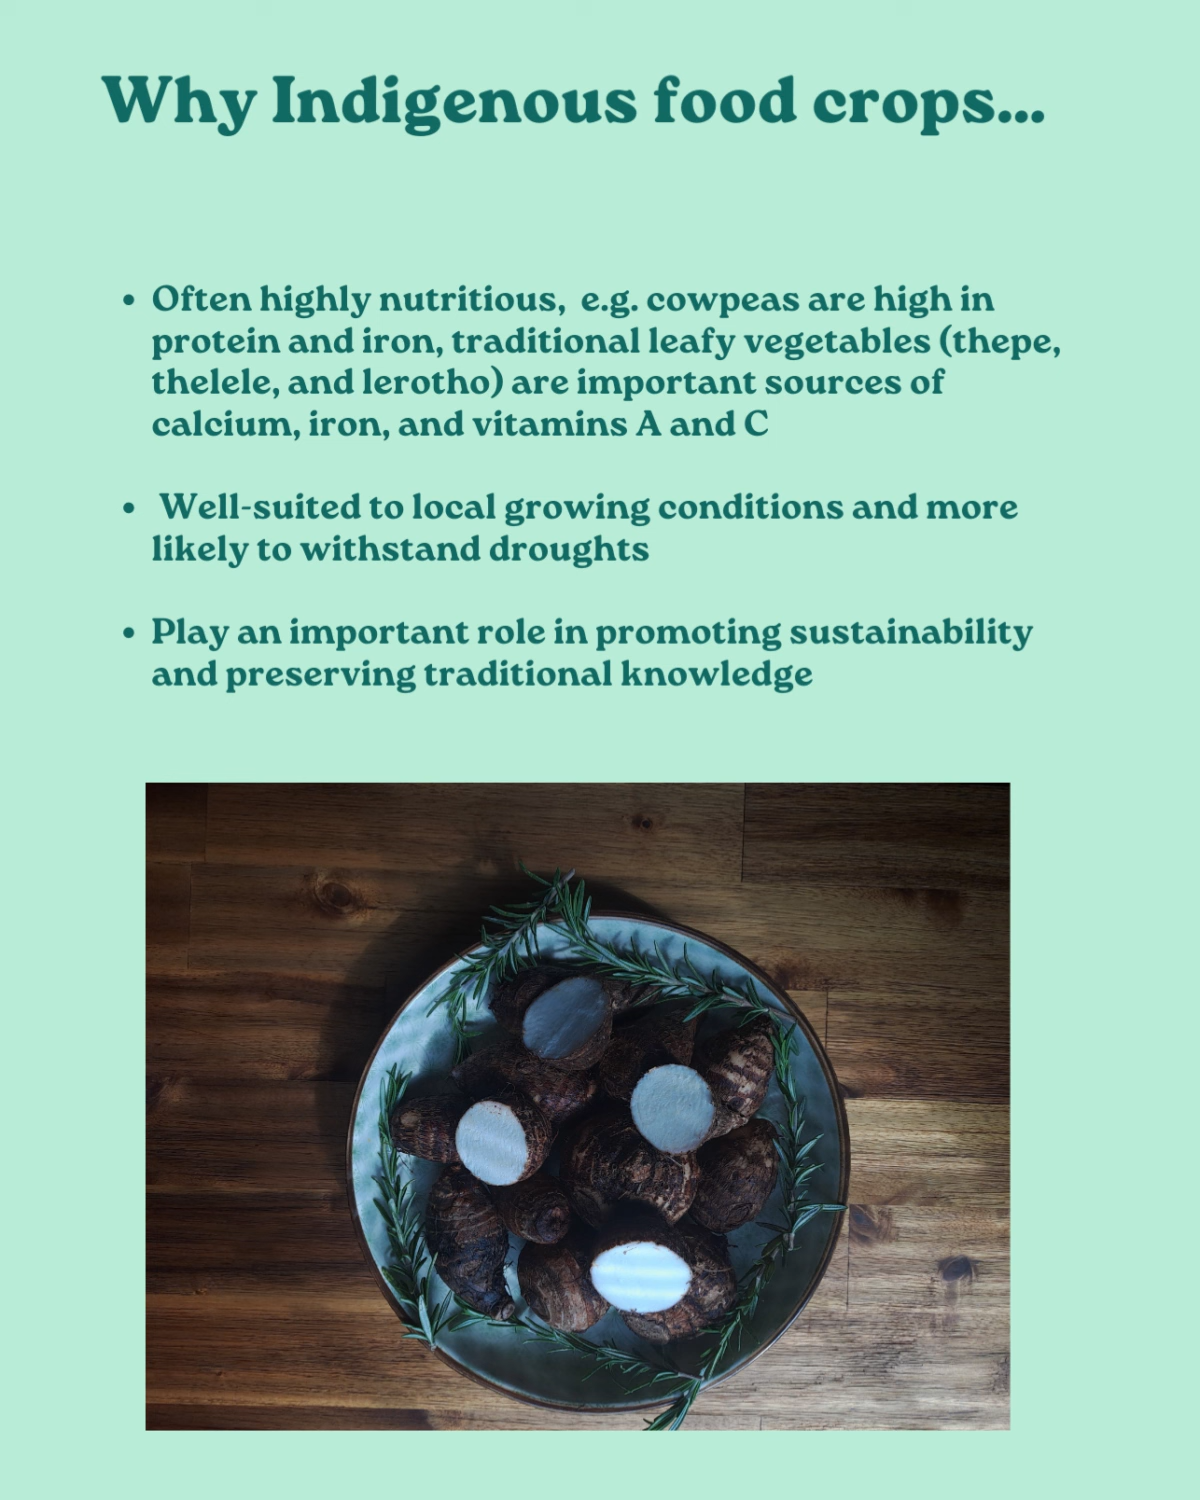 Why Indigenous food crops...
• Often highly nutritious,  e.g. cowpeas are high in
protein and iron, traditional leafy vegetables (thepe,
thelele, and lerotho) are important sources of
calcium, iron, and vitamins A and C
•  Well-suited to local growing conditions and more
likely to withstand droughts
• Play an important role in promoting sustainability
and preserving traditional knowledge